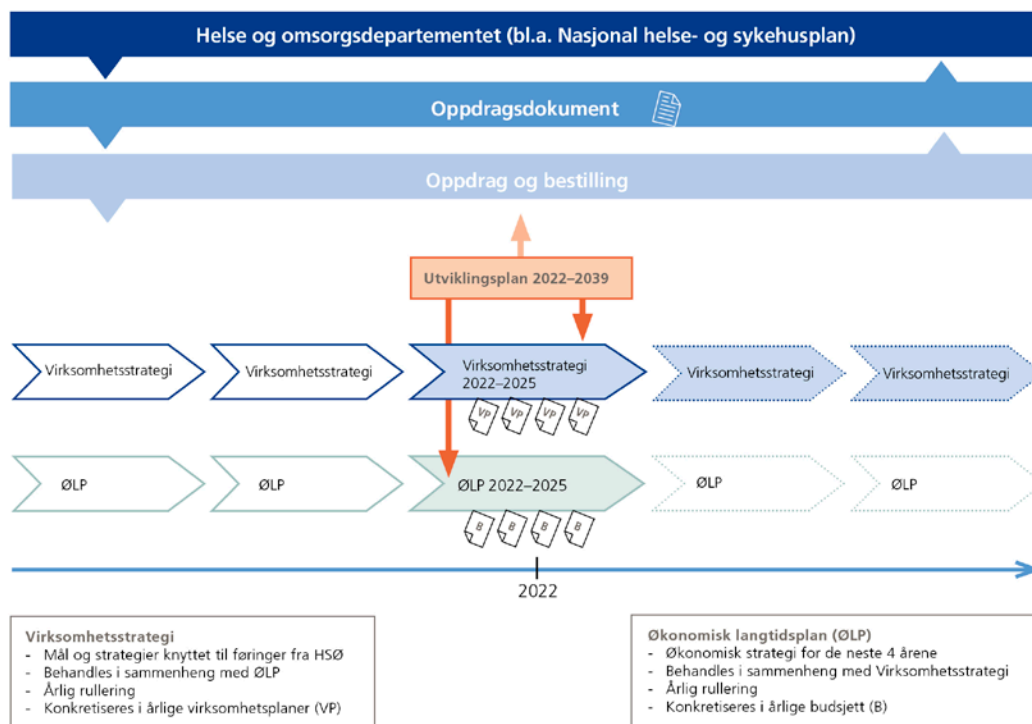 Helse og omsorgsdepartementet (bl.a. Nasjonal helse- og sykehusplan)
Oppdragsdokument
Oppdrag og bestilling
Utviklingsplan 2022–2039
Virksomhetsstrategi
Virksomhetsstrategi
Virksomhetsstrategi
2022–2025
Virksomhetsstrategi
Virksomhetsstrategi
VP
VP
VP
VP
ØLP
ØLP
ØLP 2022–2025
ØLP
ØLP
B
B
B
B
2022
Virksomhetsstrategi
- Mål og strategier knyttet til føringer fra HSØ
- Behandles i sammenheng med ØLP
- Årlig rullering
- Konkretiseres i årlige virksomhetsplaner (VP)
Økonomisk langtidsplan (ØLP)
- Økonomisk strategi for de neste 4 årene
- Behandles i sammenheng med Virksomhetsstrategi
- Årlig rullering
- Konkretiseres i årlige budsjett (B)